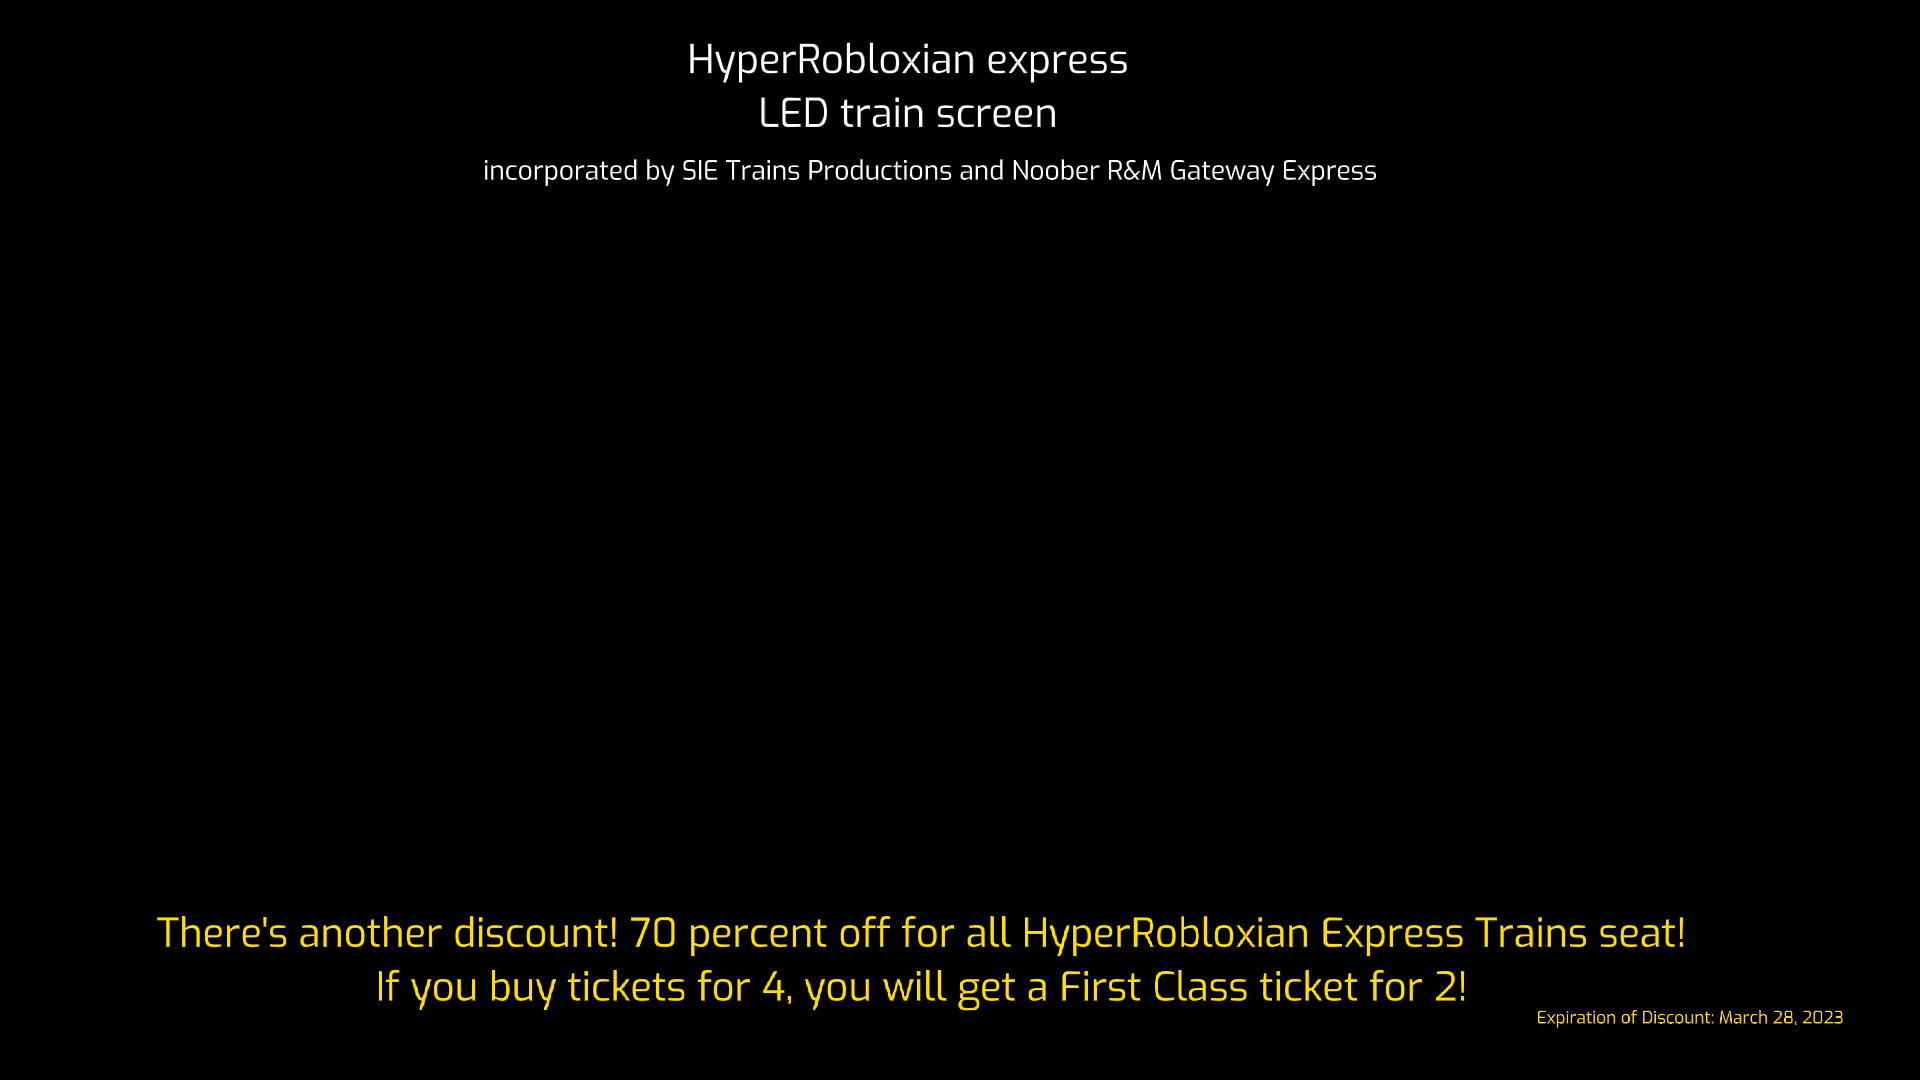 HyperRobloxian express
LED train screen
incorporated by SIE Trains Productions and Noober R&M Gateway Express
There's another discount! 70 percent off for all HyperRobloxian Express Trains seat!
If you buy tickets for 4, you will get a First Class ticket for 2!
Expiration of Discount: March 28, 2023